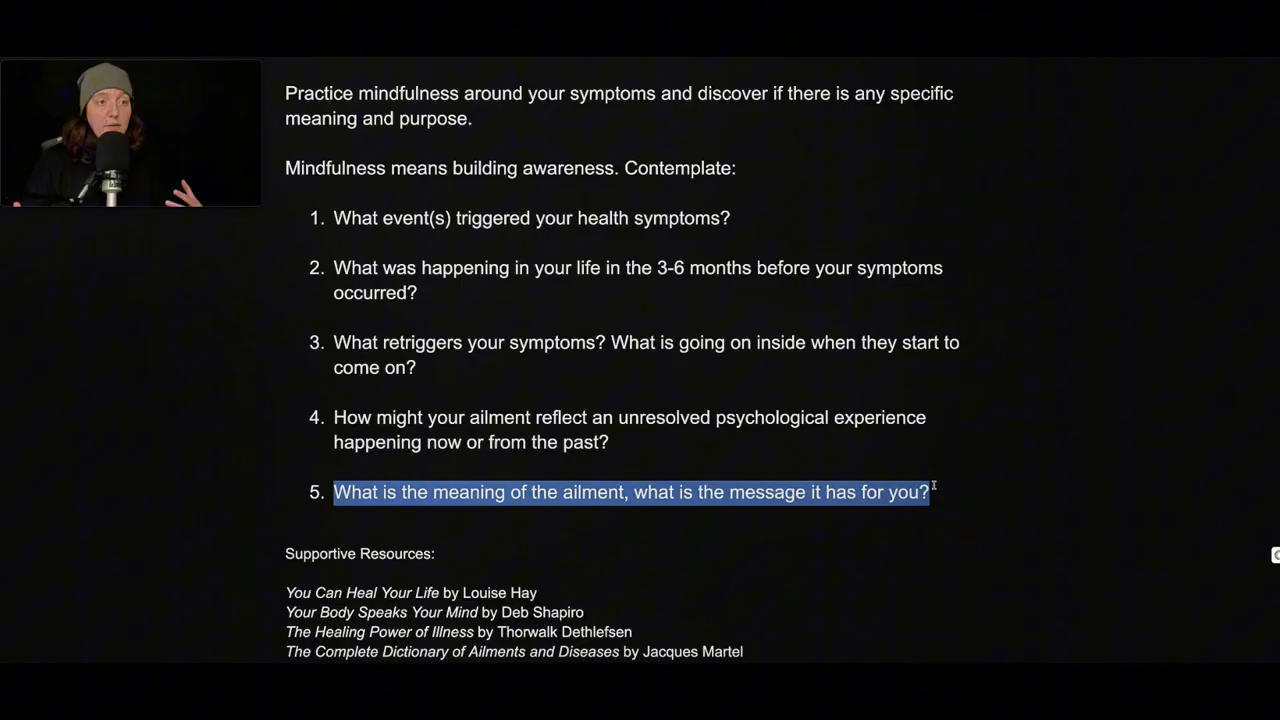 Practice mindfulness around your symptoms and discover if there is any specific
meaning and purpose.
Mindfulness means building awareness. Contemplate:
1. What event(s) triggered your health symptoms?
2. What was happening in your life in the 3-6 months before your symptoms
occurred?
3. What retriggers your symptoms? What is going on inside when they start to
come on?
4. How might your ailment reflect an unresolved psychological experience
happening now or from the past?
5. What is the meaning of the ailment, what is the message it has for you?
Supportive Resources:
You Can Heal Your Life by Louise Hay
Your Body Speaks Your Mind by Deb Shapiro
The Healing Power of Illness by Thorwalk Dethlefsen
The Complete Dictionary of Ailments and Diseases by Jacques Martel